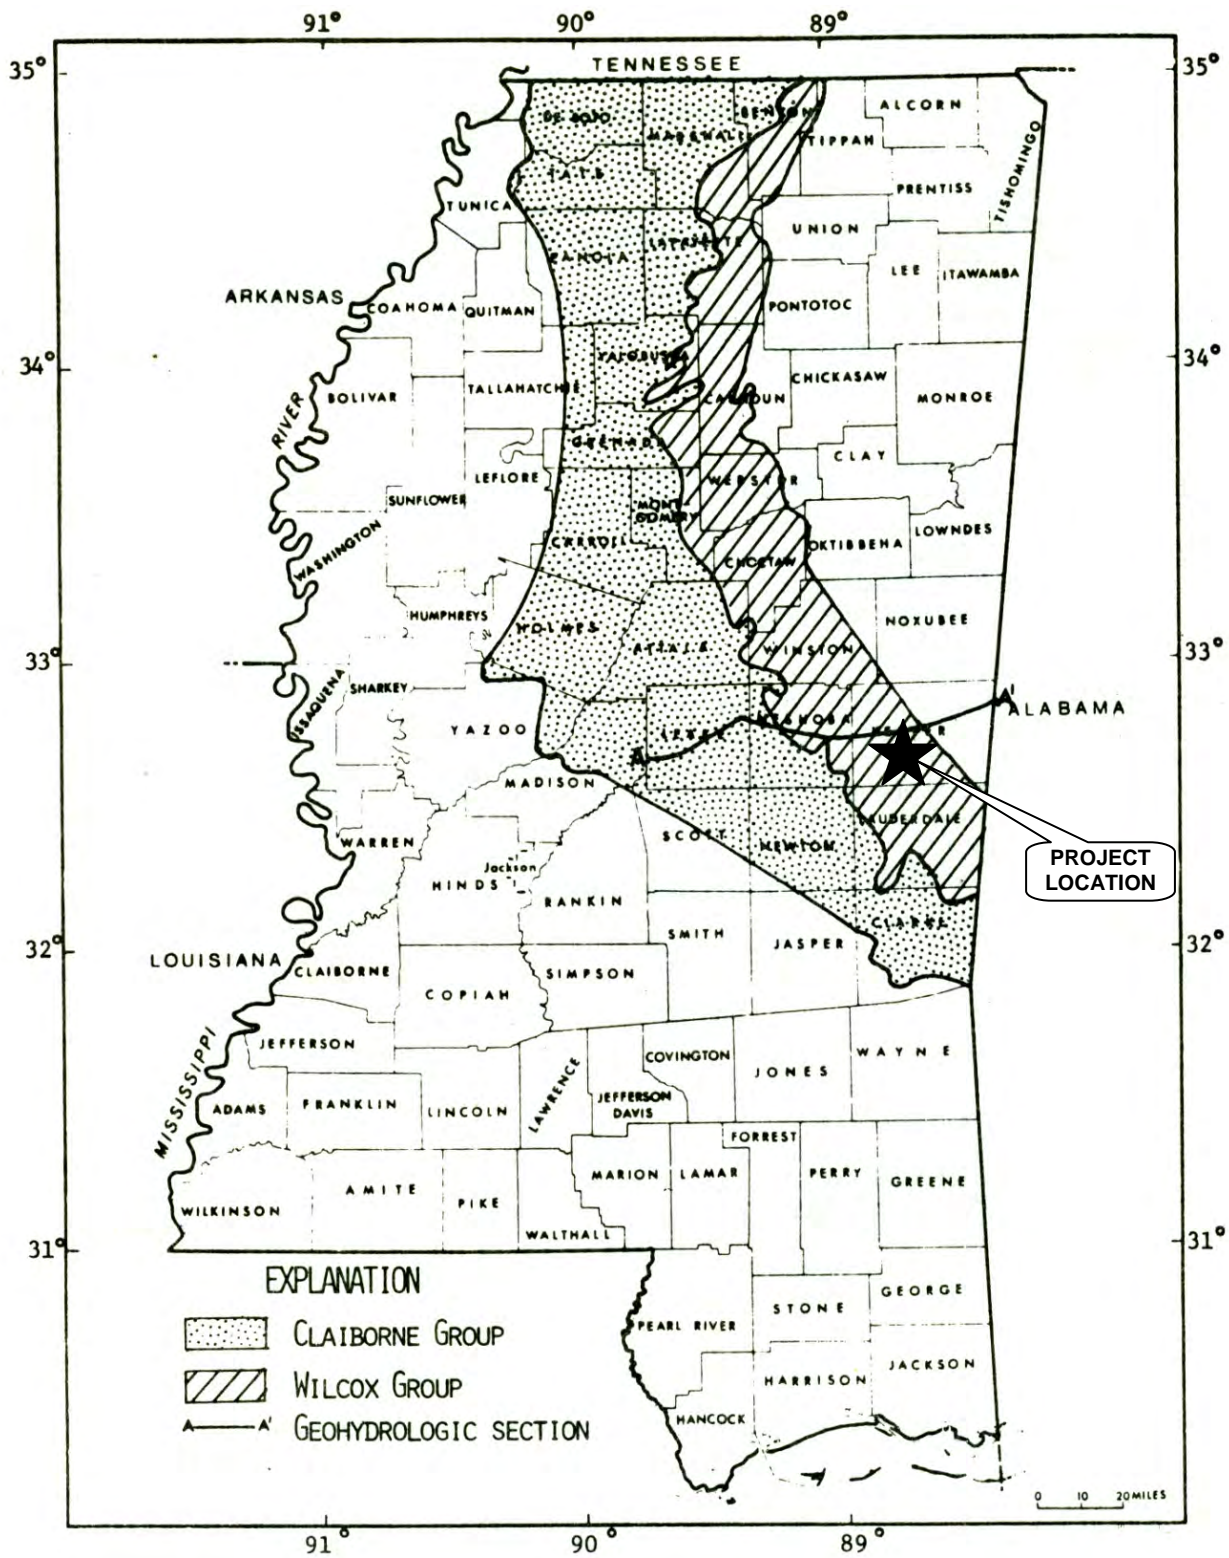 91° 90° 89°
35° TENNESSEE 35°
DE SOTO
BENTON
ALCORN
MARSHALL
TIPPAH
TISHOMINGO
TATE
PRENTISS
TUNICA
UNION
LAFAYETTE
PANOLA
LEE
ITAWAMBA
ARKANSAS
COAHOMA
QUITMAN
PONTOTOC
34° 34°
YALOBUSHA
CHICKASAW
TALLAHATCHIE
BOLIVAR
CALHOUN
MONROE
RIVER
GRENADA
CLAY
LEFLORE
WEBSTER
SUNFLOWER
MONT-
GOMERY
LOWNDES
WASHINGTON
CARROLL
OKTIBBEHA
CHOCTAW
HUMPHREYS
HOLMES
NOXUBEE
ATTALA
WINSTON
33° 33°
SHARKEY
ISSAQUENA
A'
ALABAMA
YAZOO
NESHOBA
LEAKE
A
MADISON
LAUDERDALE
SCOTT
WARREN
NEWTON
PROJECT
LOCATION
Jackson
HINDS
RANKIN
CLARKE
SMITH
JASPER
32° 32°
LOUISIANA
CLAIBORNE
SIMPSON
COPIAH
JEFFERSON
COVINGTON
WAYNE
JONES
LAWRENCE
JEFFERSON
DAVIS
MISSISSIPPI
ADAMS
FRANKLIN
LINCOLN
FORREST
MARION
LAMAR
PERRY
GREENE
AMITE
PIKE
WILKINSON
WALTHALL
31° 31°
EXPLANATION
GEORGE
STONE
PEARL RIVER
CLAIBORNE GROUP
JACKSON
HARRISON
WILCOX GROUP
HANCOCK
A A' GEOHYDROLOGIC SECTION
0 10 20 MILES
91° 90° 89°